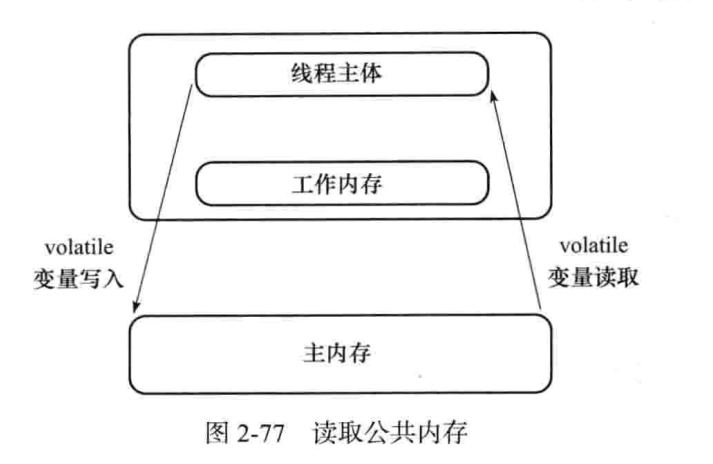 线程主体
工作内存
volatile
变量写入
volatile
变量读取
主内存
图 2-77 读取公共内存